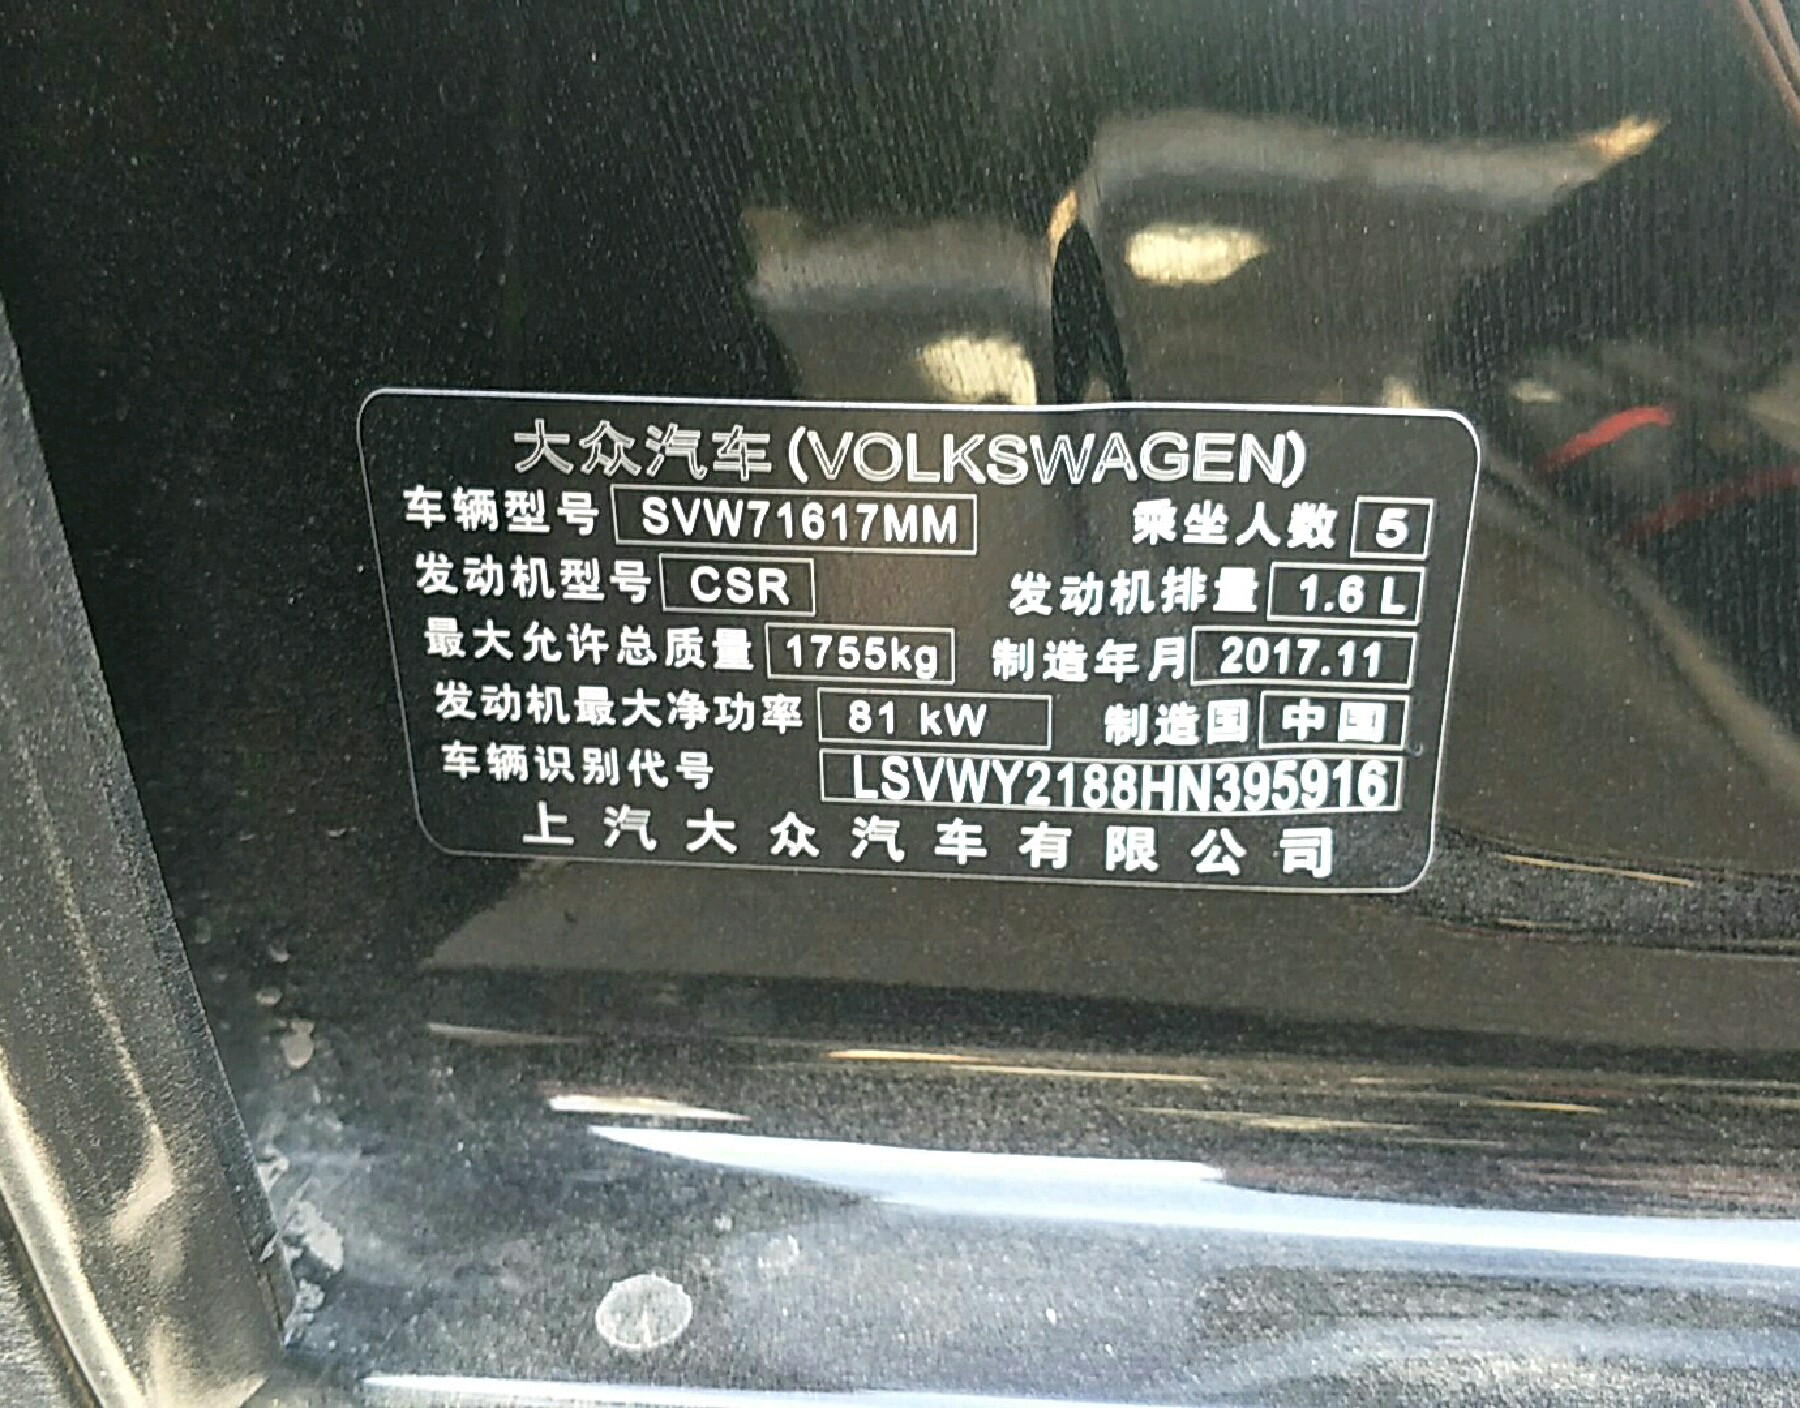 大众汽车(VOLKSWAGEN)
车辆型号 SVW71617MM 乘坐人数 5
发动机型号 CSR 发动机排量 1.6 L
最大允许总质量 1755kg 制造年月 2017.11
发动机最大净功率 81 kW 制造国 中国
车辆识别代号 LSVWY2188HN395916
上汽大众汽车有限公司